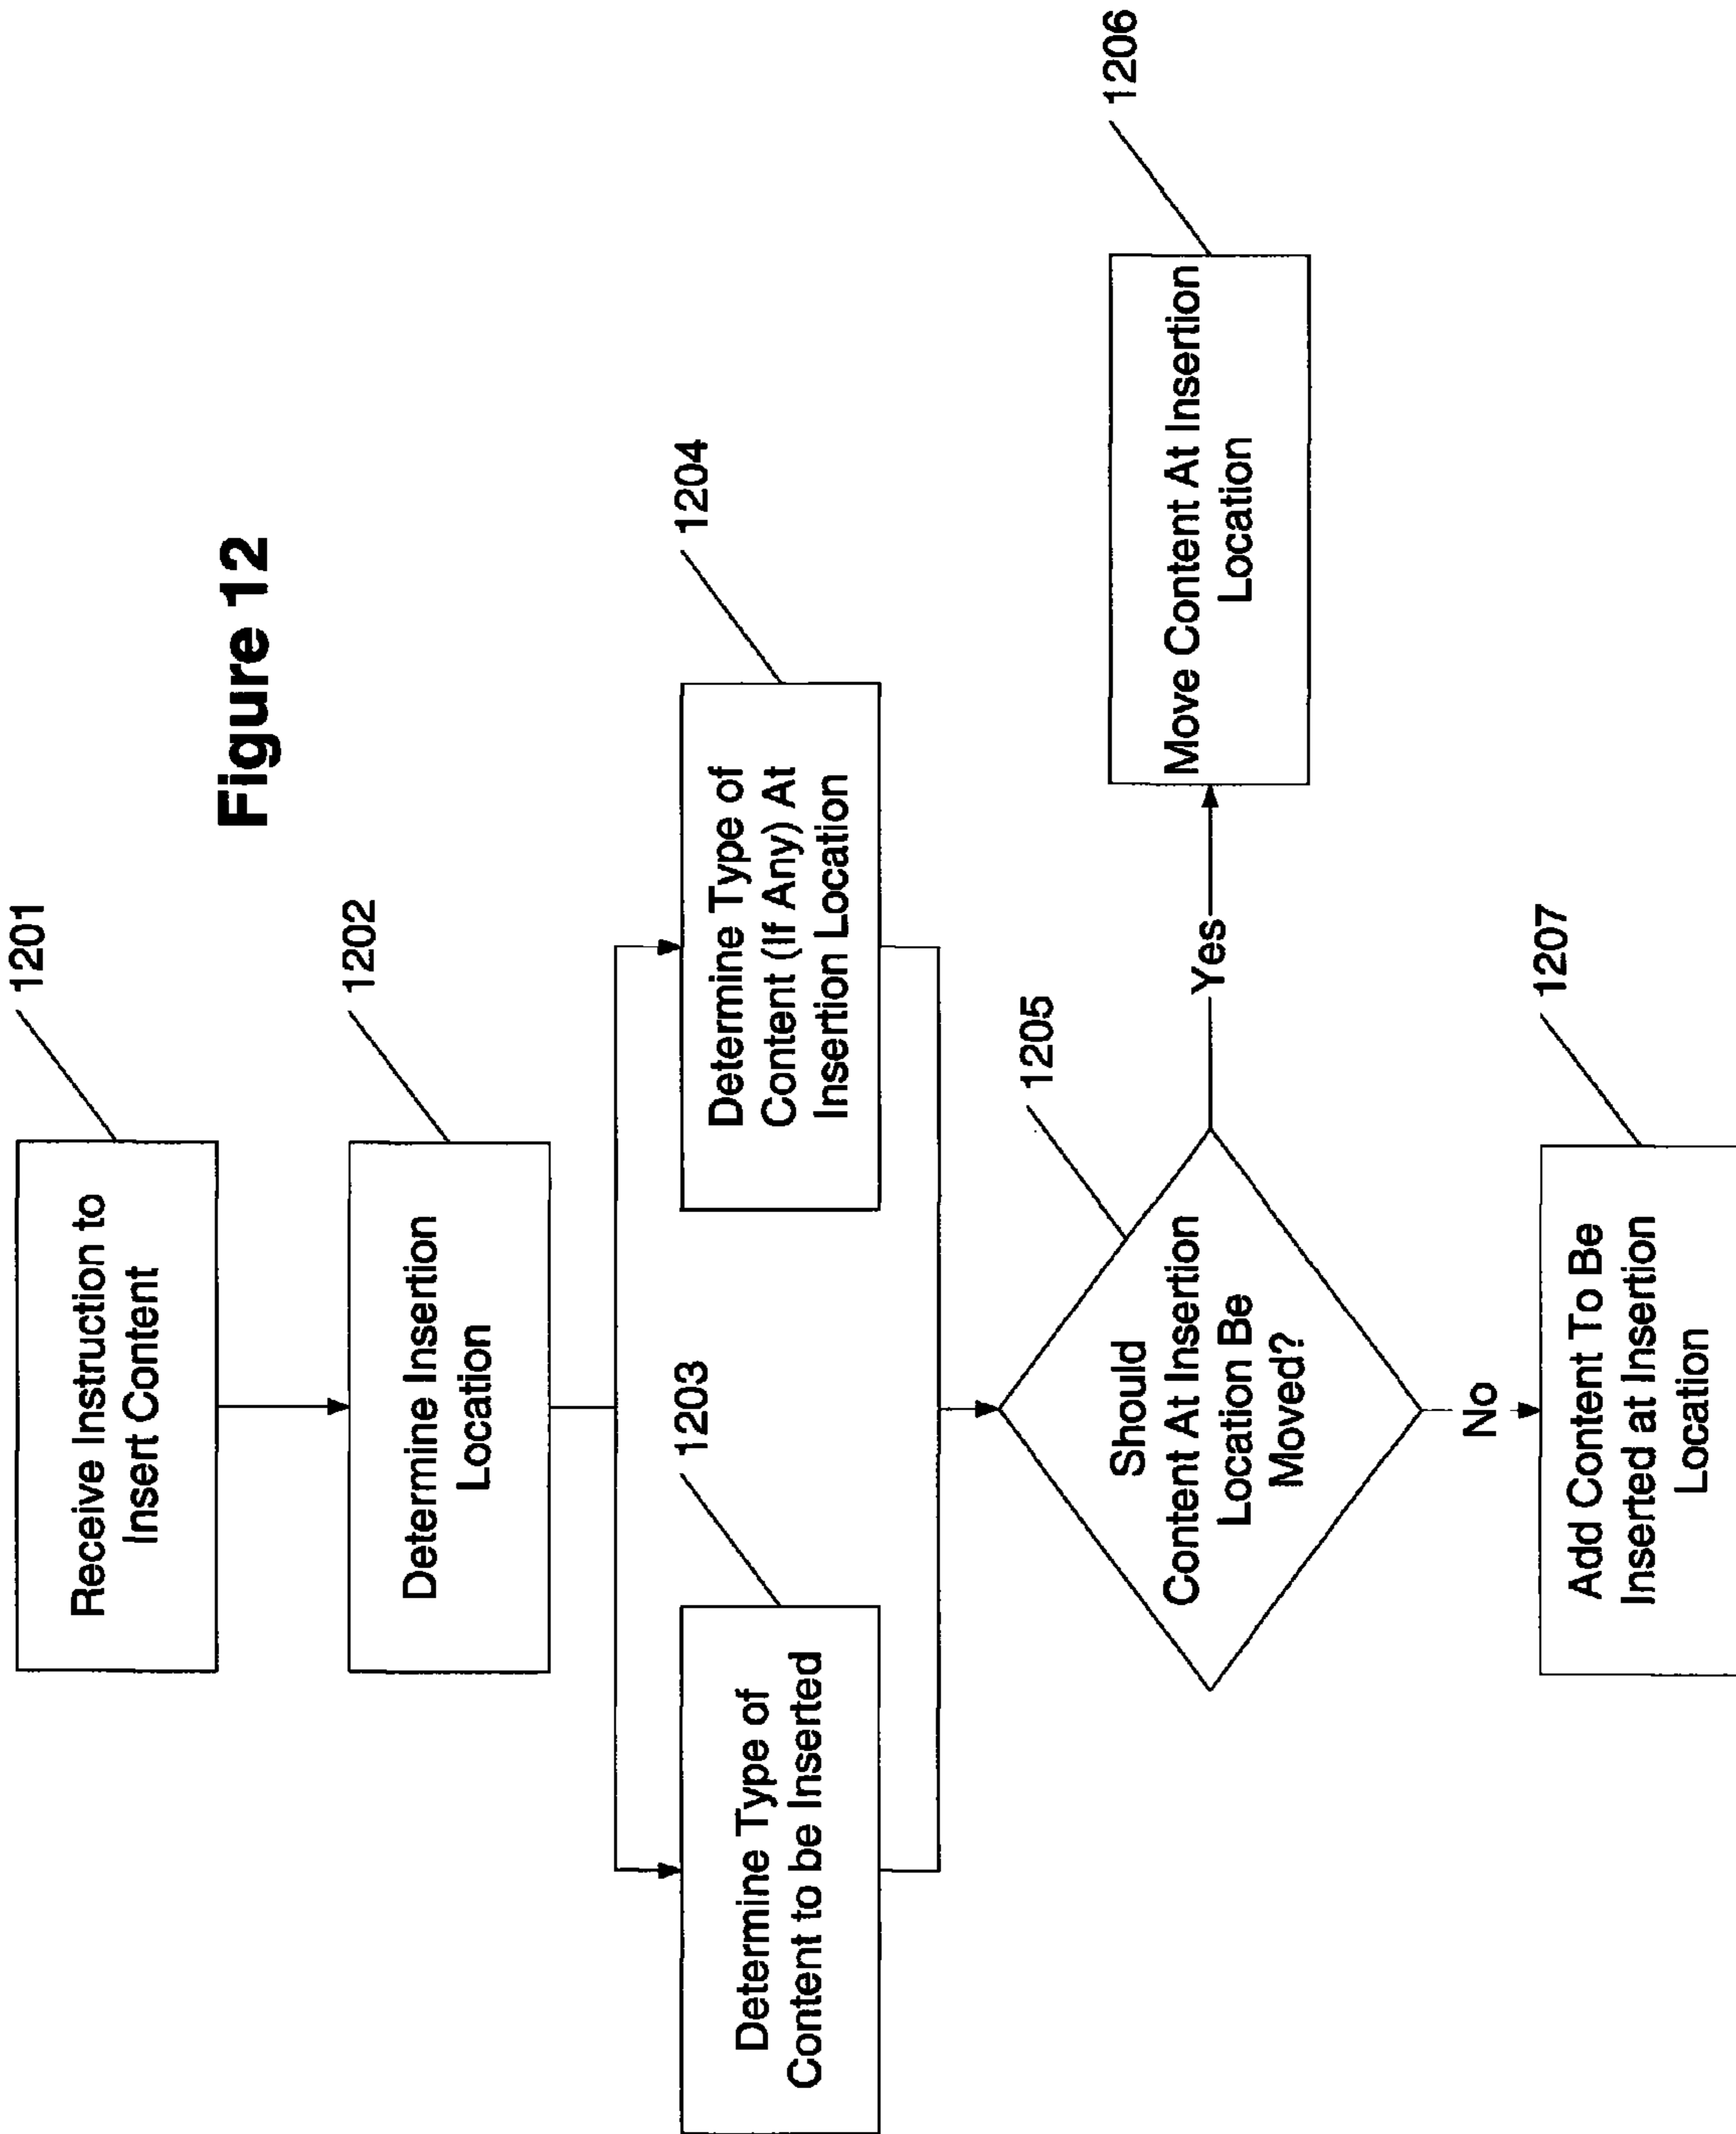 Figure 12
1201
Receive Instruction to
Insert Content
1202
Determine Insertion
Location
1203
Determine Type of
Content to be Inserted
1204
Determine Type of
Content (If Any) At
Insertion Location
1205
Should
Content At Insertion
Location Be
Moved?
Yes
1206
Move Content At Insertion
Location
No
1207
Add Content To Be
Inserted at Insertion
Location